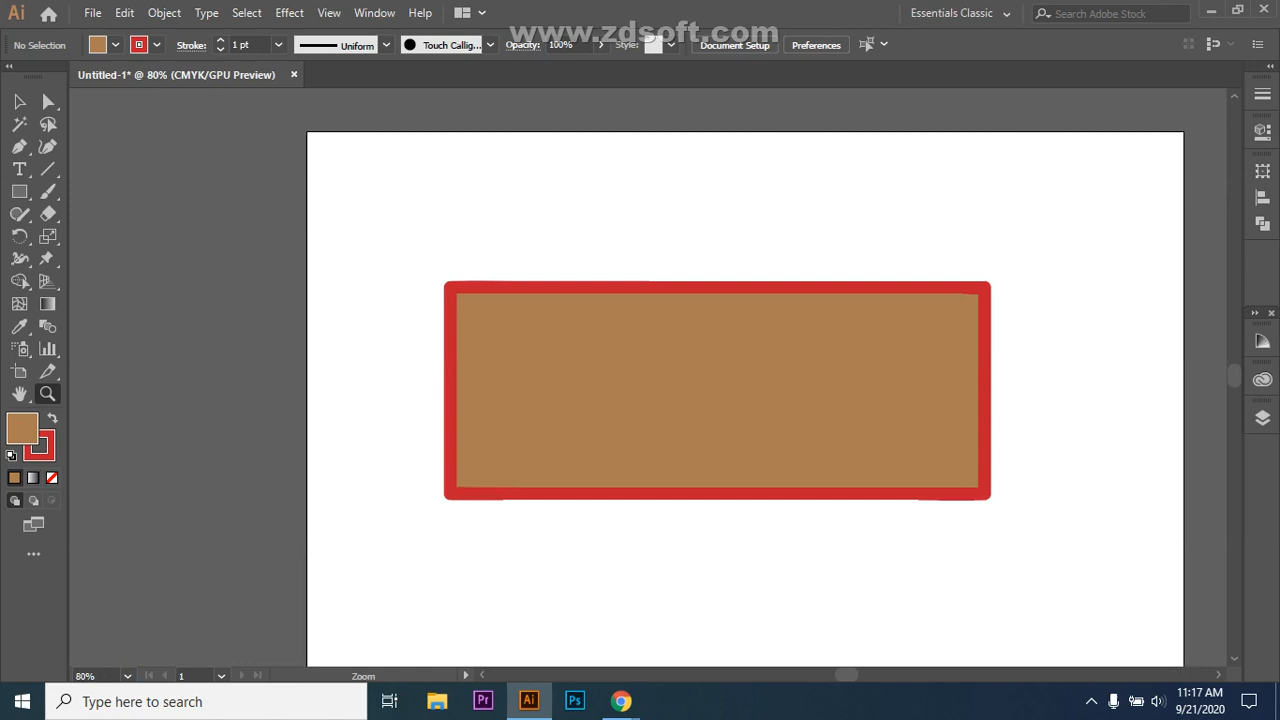 Ai File Edit Object Type Select Effect View Window Help Essentials Classic Search Adobe Stock
www.zdsoft.com
No Selection Stroke: 1 pt Uniform Touch Callig... Opacity: 100% Style: Document Setup Preferences
Untitled-1* @ 80% (CMYK/GPU Preview)
80% 1 Zoom
Type here to search Pr Ai Ps 11:17 AM
9/21/2020